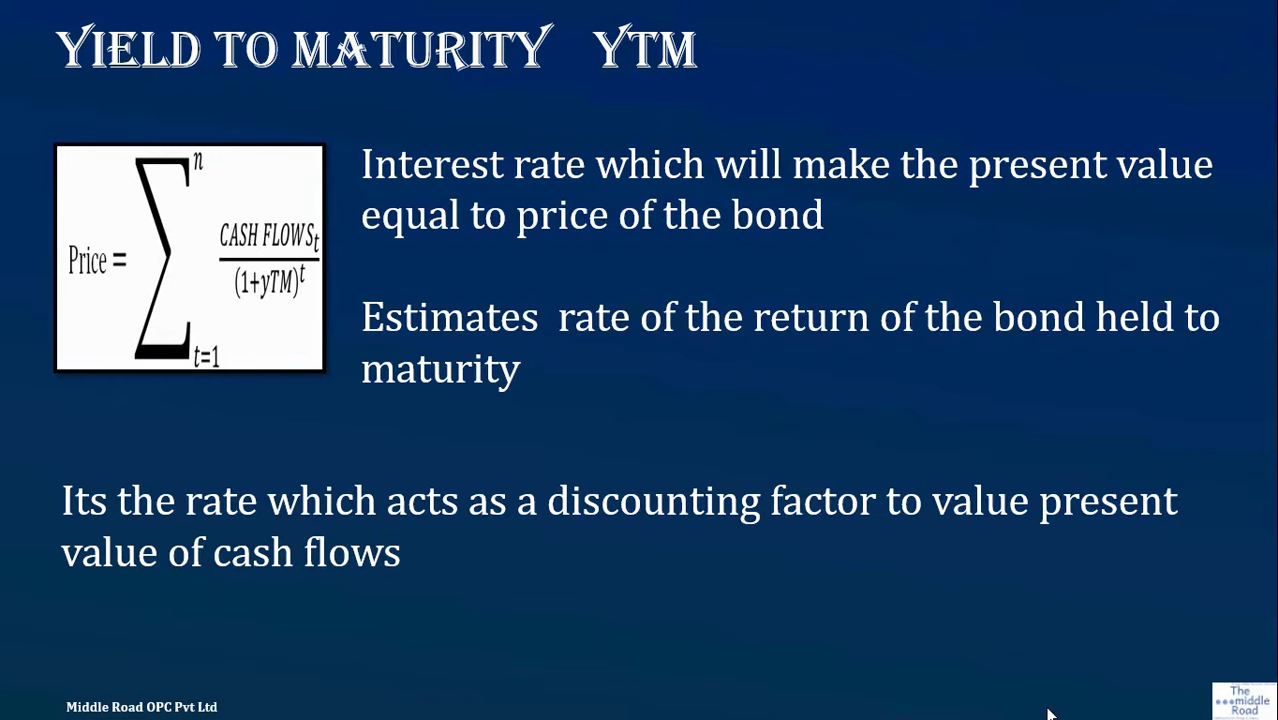 YIELD TO MATURITY YTM
Interest rate which will make the present value
equal to price of the bond
Price = ∑ n t=1 CASH FLOWSt / (1+yTM)^t
Estimates rate of the return of the bond held to
maturity
Its the rate which acts as a discounting factor to value present
value of cash flows
Middle Road OPC Pvt Ltd
The
middle
Road